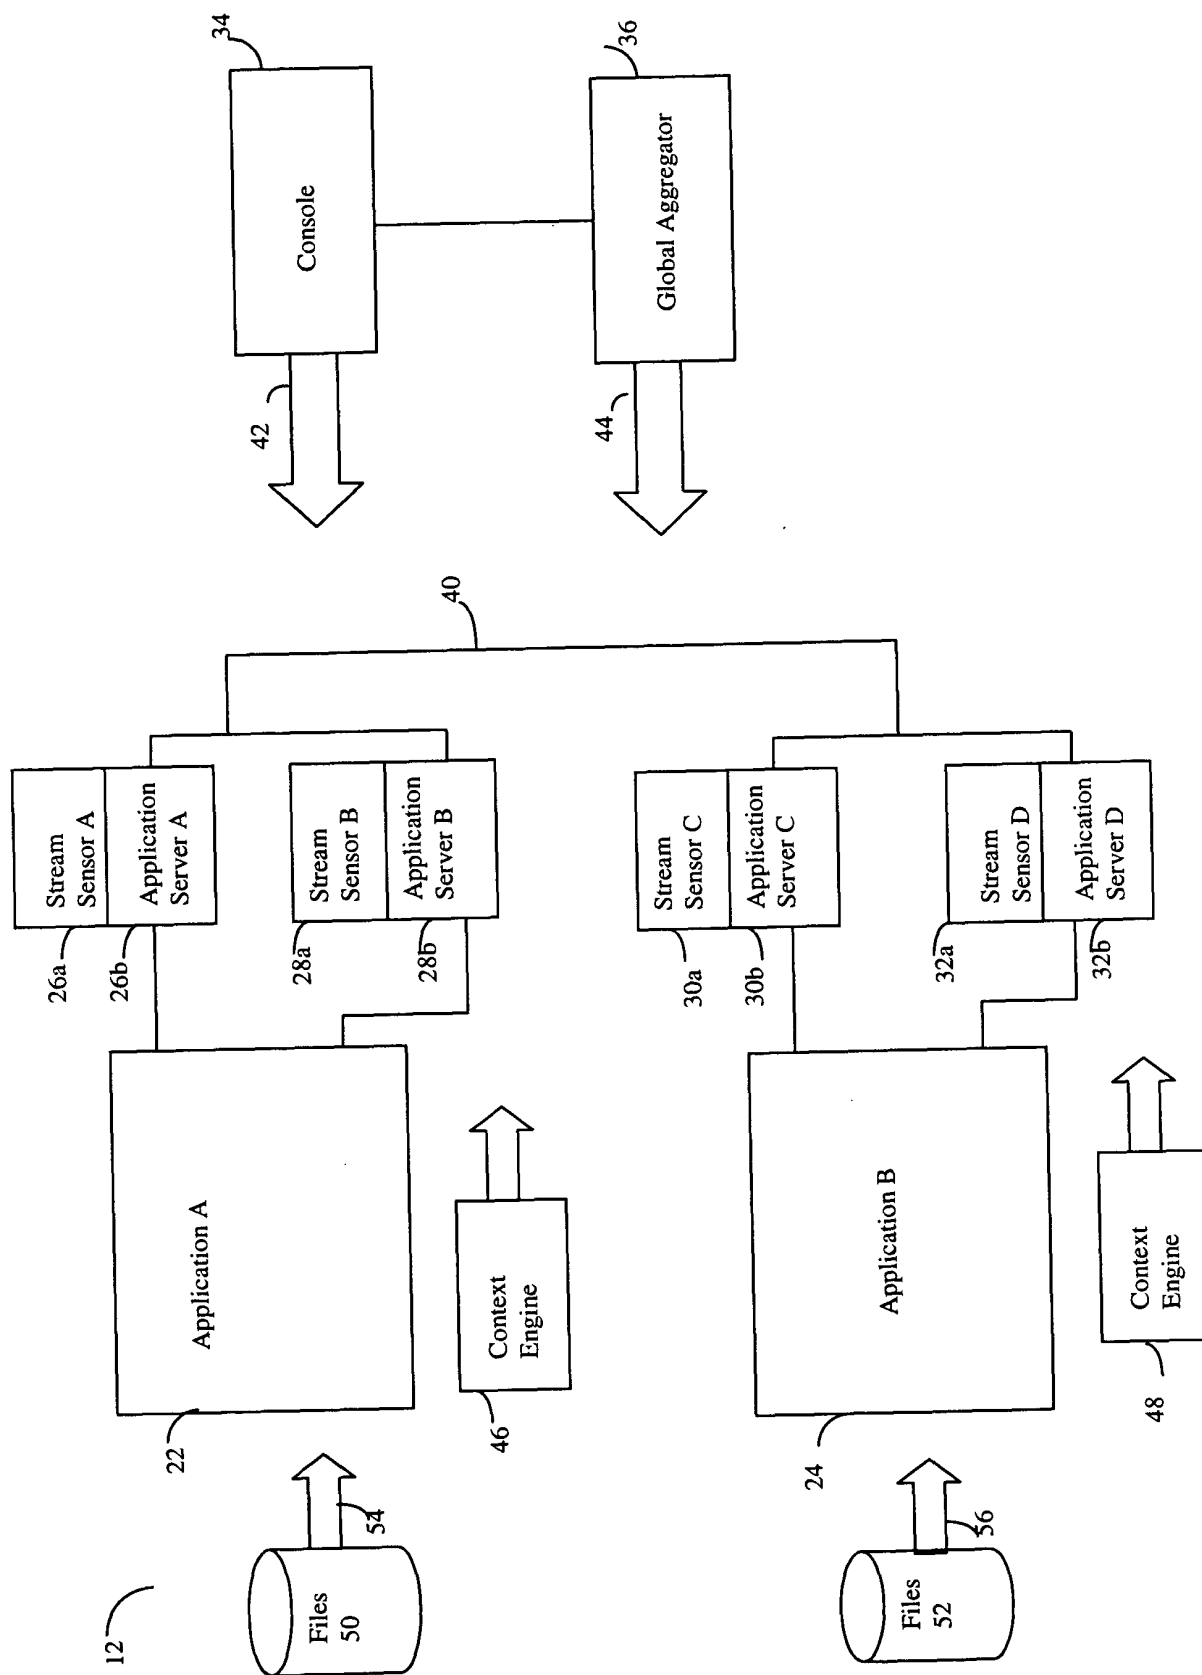 12
Files
50
54
22
Application A
Context
Engine
46
26a
Stream
Sensor A
26b
Application
Server A
28a
Stream
Sensor B
28b
Application
Server B
40
42
Console
34
44
Global Aggregator
36
Files
52
56
24
Application B
Context
Engine
48
30a
Stream
Sensor C
30b
Application
Server C
32a
Stream
Sensor D
32b
Application
Server D